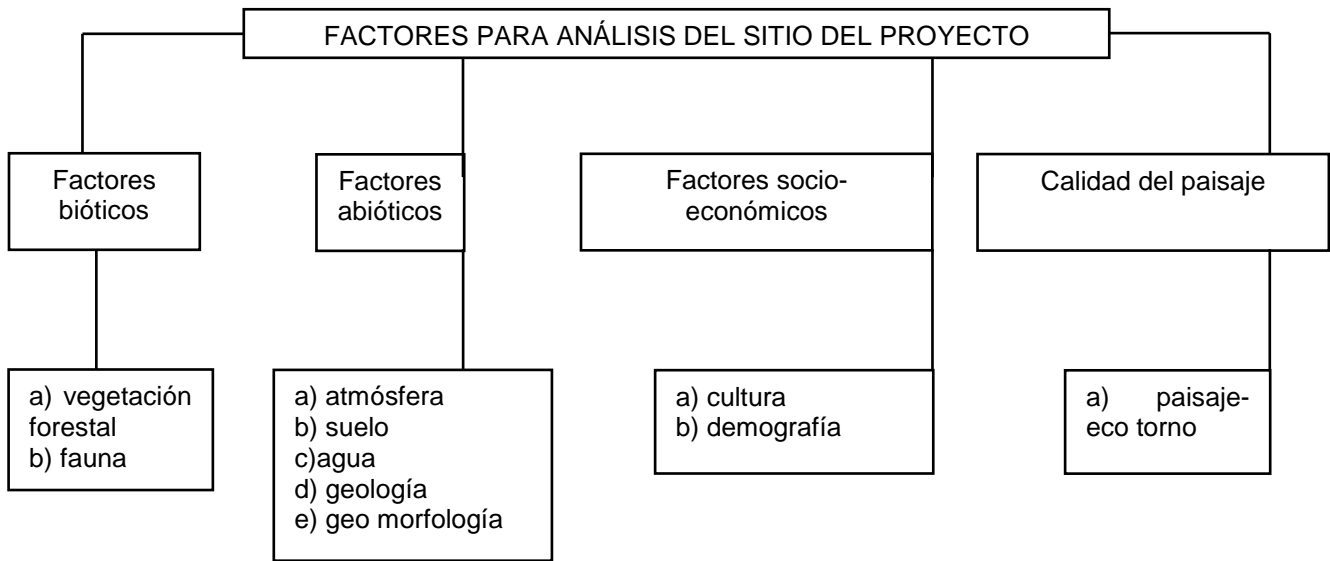 FACTORES PARA ANÁLISIS DEL SITIO DEL PROYECTO
Factores
bióticos
Factores
abióticos
Factores socio-
económicos
Calidad del paisaje
a) vegetación
forestal
b) fauna
a) atmósfera
b) suelo
c)agua
d) geología
e) geo morfología
a) cultura
b) demografía
a) paisaje-
eco torno